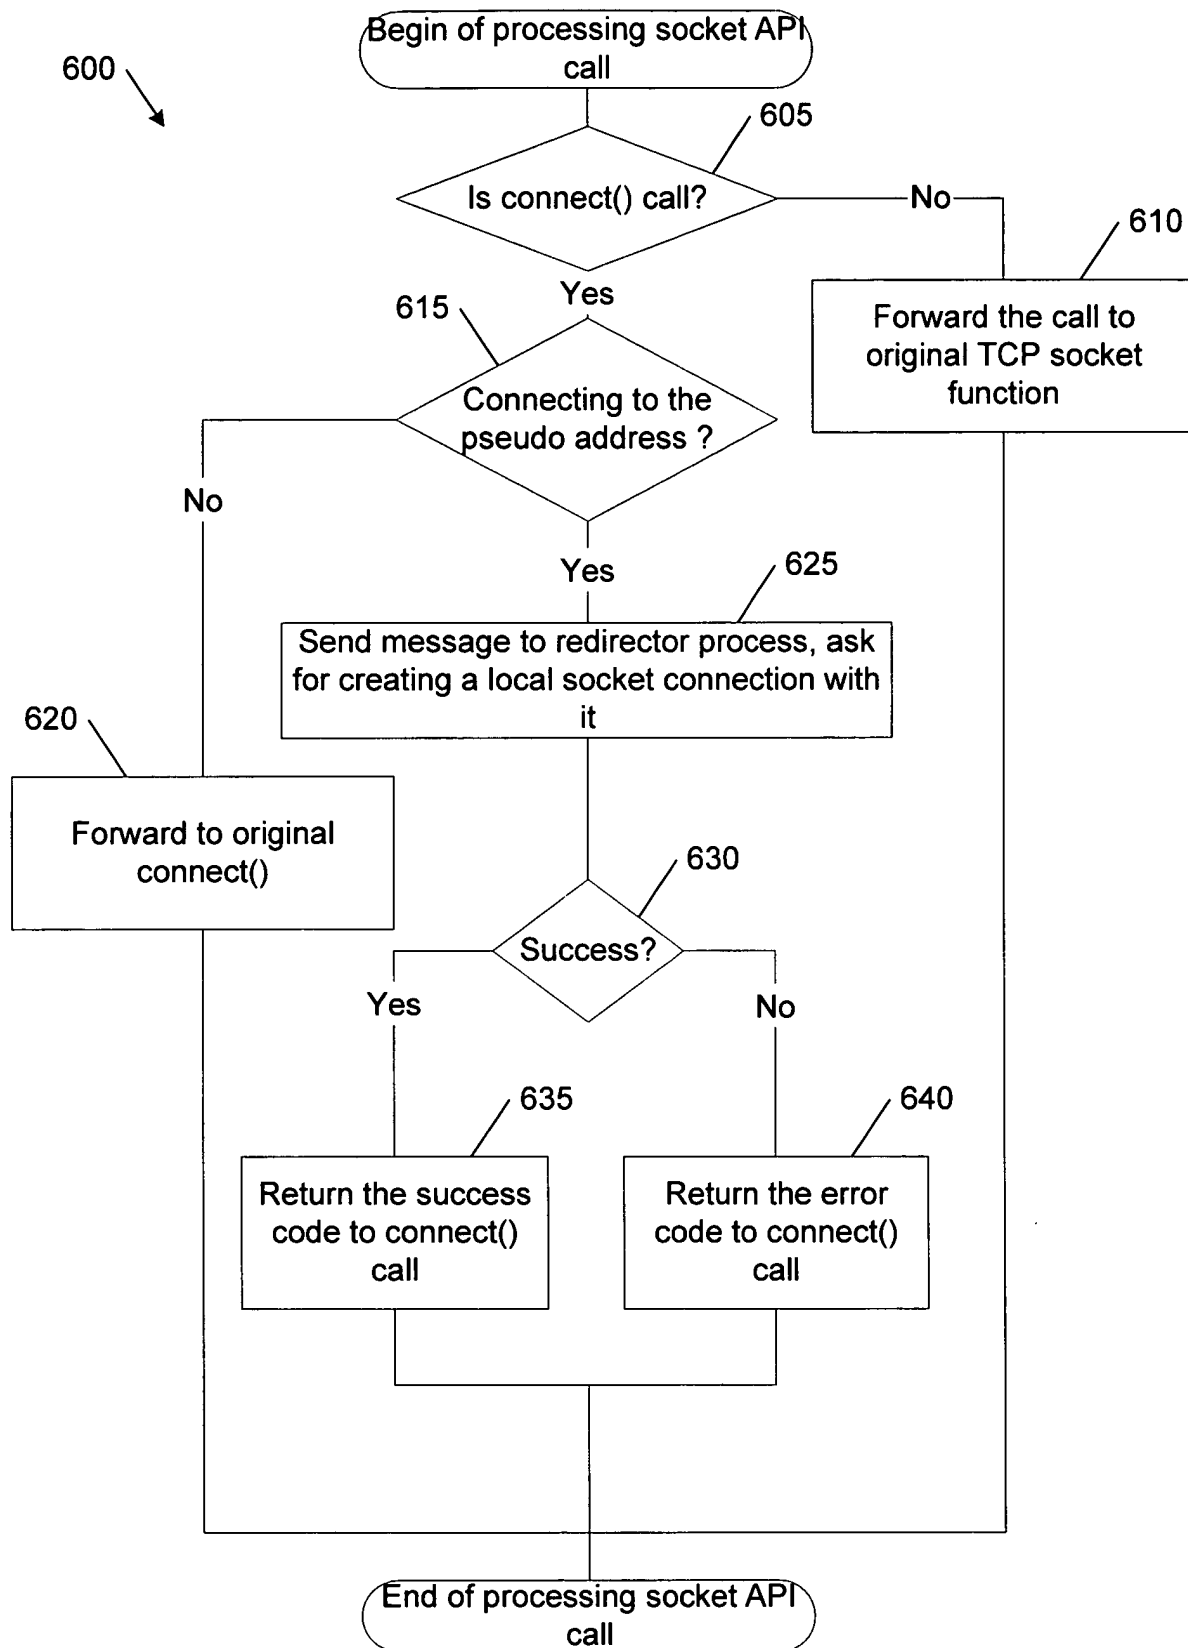 Begin of processing socket API
call
600
605
Is connect() call?
No
610
Yes
615
Forward the call to
original TCP socket
function
Connecting to the
pseudo address ?
No
Yes
625
Send message to redirector process, ask
for creating a local socket connection with
it
620
Forward to original
connect()
630
Success?
Yes
No
635
640
Return the success
code to connect()
call
Return the error
code to connect()
call
End of processing socket API
call